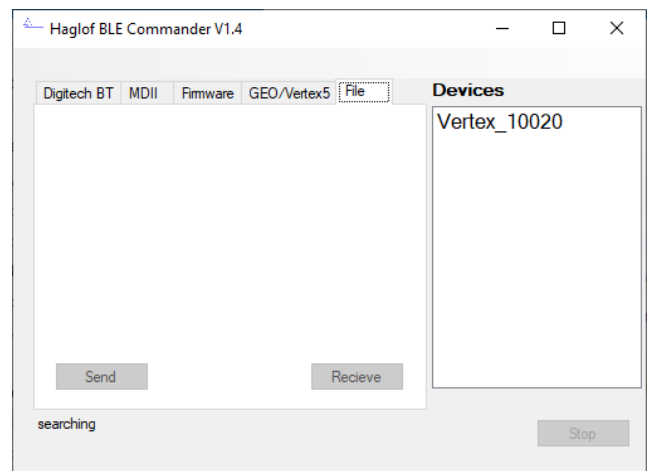 Haglof BLE Commander V1.4
Digitech BT MDII Firmware GEO/Vertex5 File
Devices
Vertex_10020
Send Recieve
searching
Stop